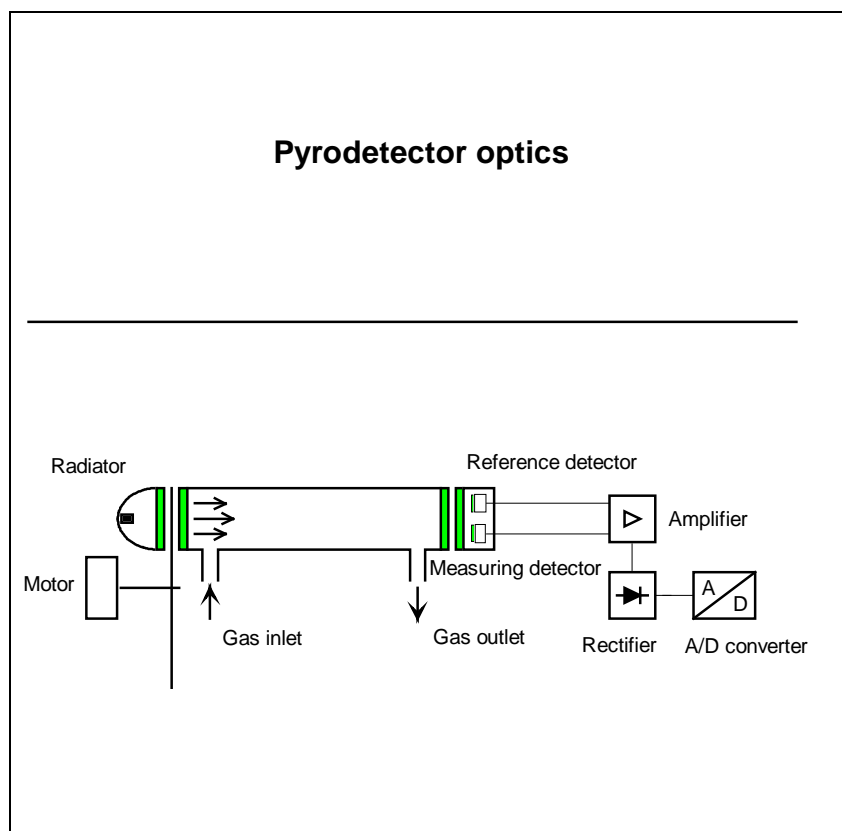 Pyrodetector optics
Radiator
Reference detector
Amplifier
Motor
Measuring detector
A
D
Gas inlet
Gas outlet
Rectifier
A/D converter